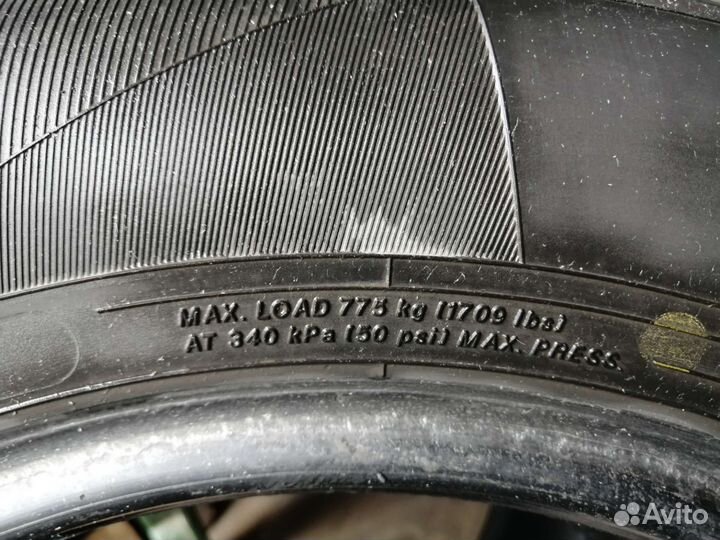 MAX. LOAD 775 kg (1709 lbs)
AT 340 kPa (50 psi) MAX. PRESS.
Avito